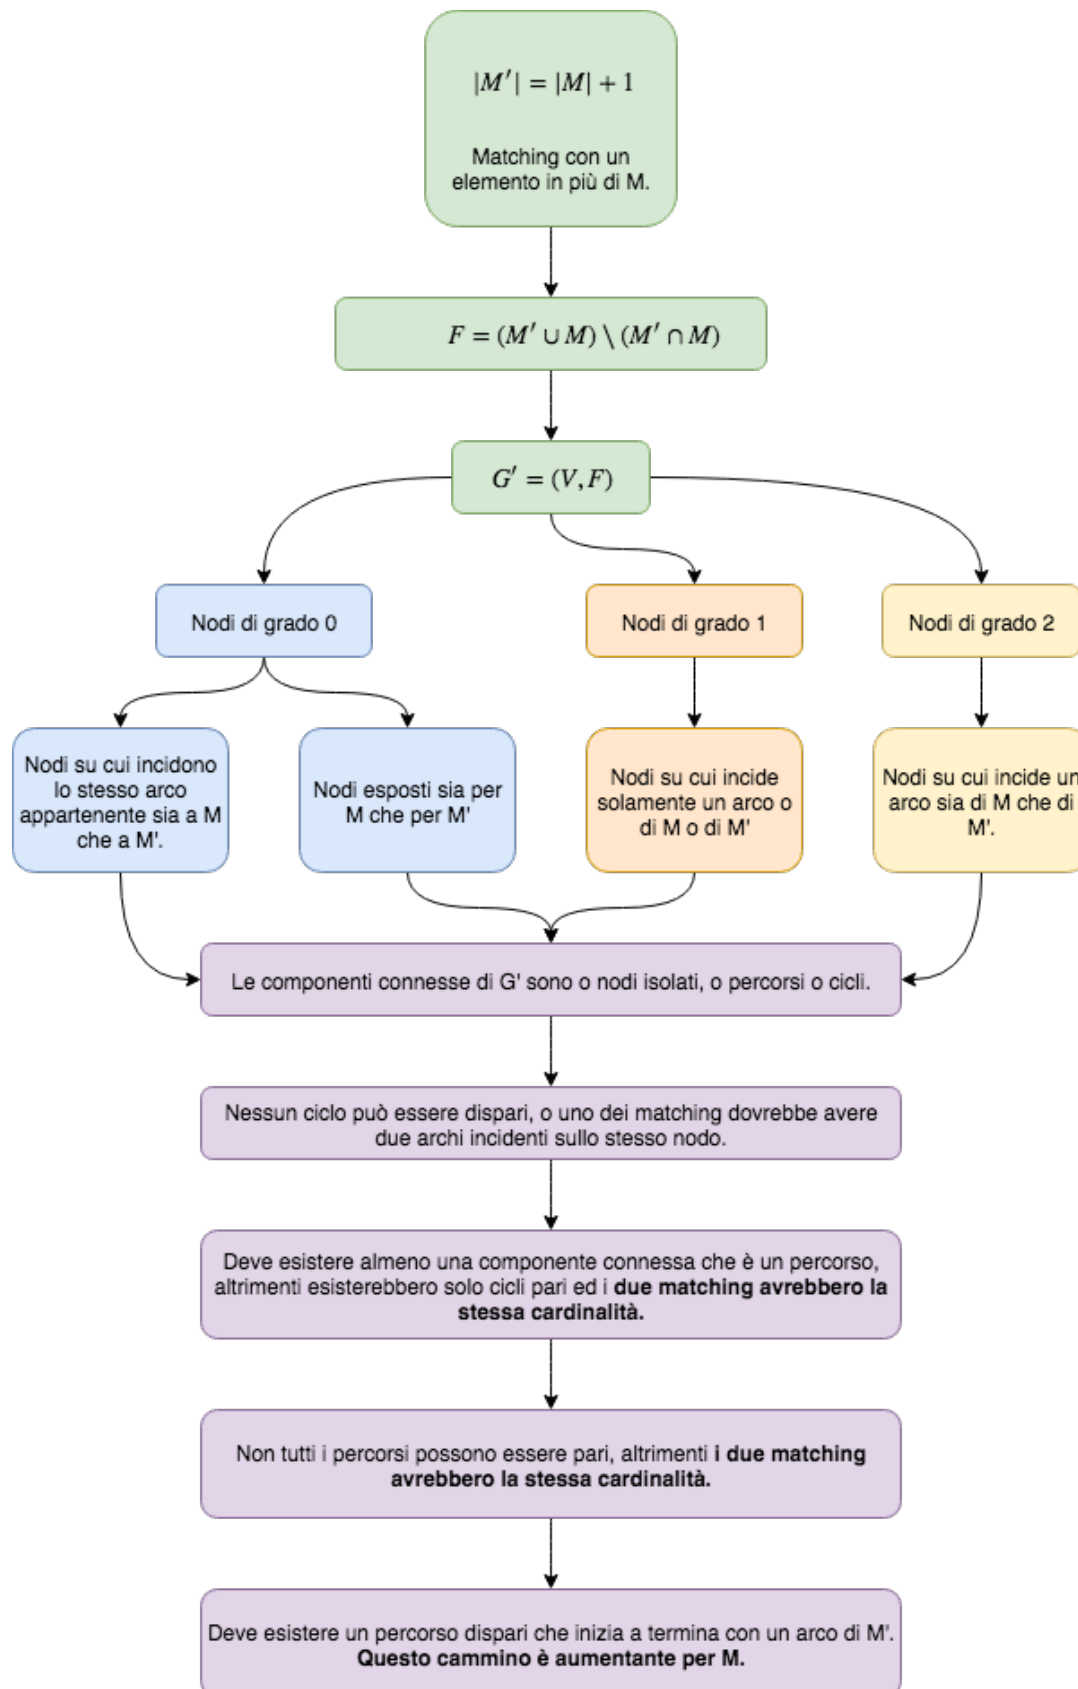 |M′| = |M| + 1
Matching con un
elemento in più di M.
F = (M′ ∪ M) \ (M′ ∩ M)
G′ = (V, F)
Nodi di grado 0
Nodi di grado 1
Nodi di grado 2
Nodi su cui incidono
lo stesso arco
appartenente sia a M
che a M'.
Nodi esposti sia per
M che per M'
Nodi su cui incide
solamente un arco o
di M o di M'
Nodi su cui incide un
arco sia di M che di
M'.
Le componenti connesse di G' sono o nodi isolati, o percorsi o cicli.
Nessun ciclo può essere dispari, o uno dei matching dovrebbe avere
due archi incidenti sullo stesso nodo.
Deve esistere almeno una componente connessa che è un percorso,
altrimenti esisterebbero solo cicli pari ed i due matching avrebbero la
stessa cardinalità.
Non tutti i percorsi possono essere pari, altrimenti i due matching
avrebbero la stessa cardinalità.
Deve esistere un percorso dispari che inizia a termina con un arco di M'.
Questo cammino è aumentante per M.